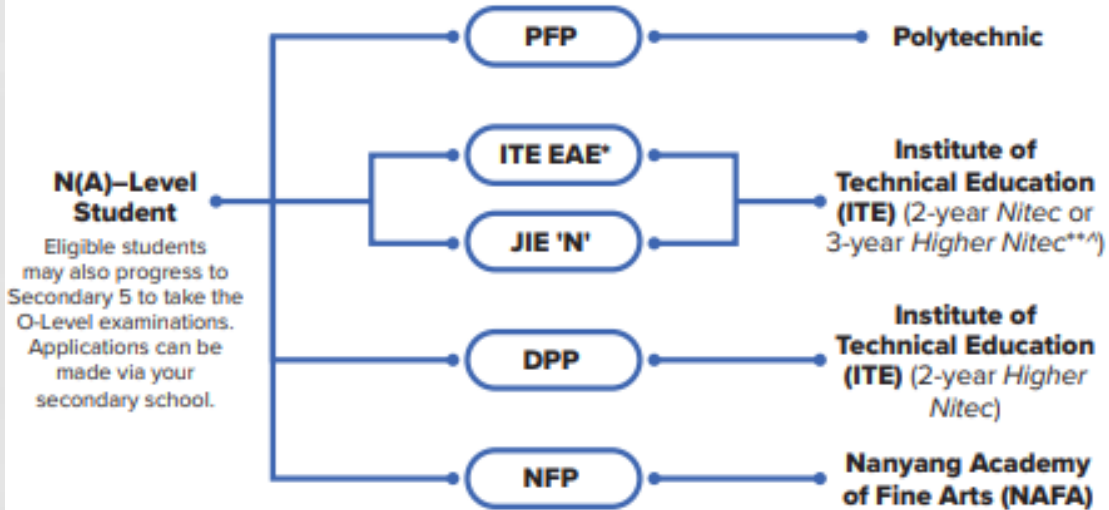 PFP
Polytechnic
N(A)–Level
Student
Eligible students
may also progress to
Secondary 5 to take the
O-Level examinations.
Applications can be
made via your
secondary school.
ITE EAE*
JIE 'N'
Institute of
Technical Education
(ITE) (2-year Nitec or
3-year Higher Nitec**^)
DPP
Institute of
Technical Education
(ITE) (2-year Higher
Nitec)
NFP
Nanyang Academy
of Fine Arts (NAFA)